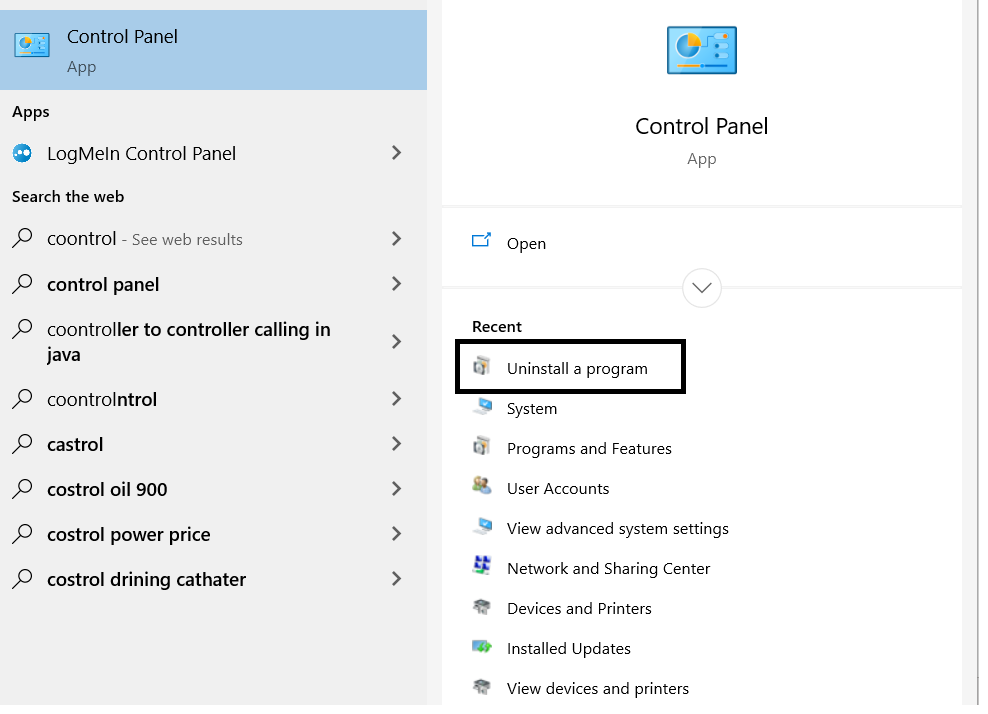 Control Panel
App
Apps
LogMeIn Control Panel
Search the web
coontrol - See web results
control panel
coontroller to controller calling in
java
coontrolntrol
castrol
costrol oil 900
costrol power price
costrol drining cathater
Control Panel
App
Open
Recent
Uninstall a program
System
Programs and Features
User Accounts
View advanced system settings
Network and Sharing Center
Devices and Printers
Installed Updates
View devices and printers